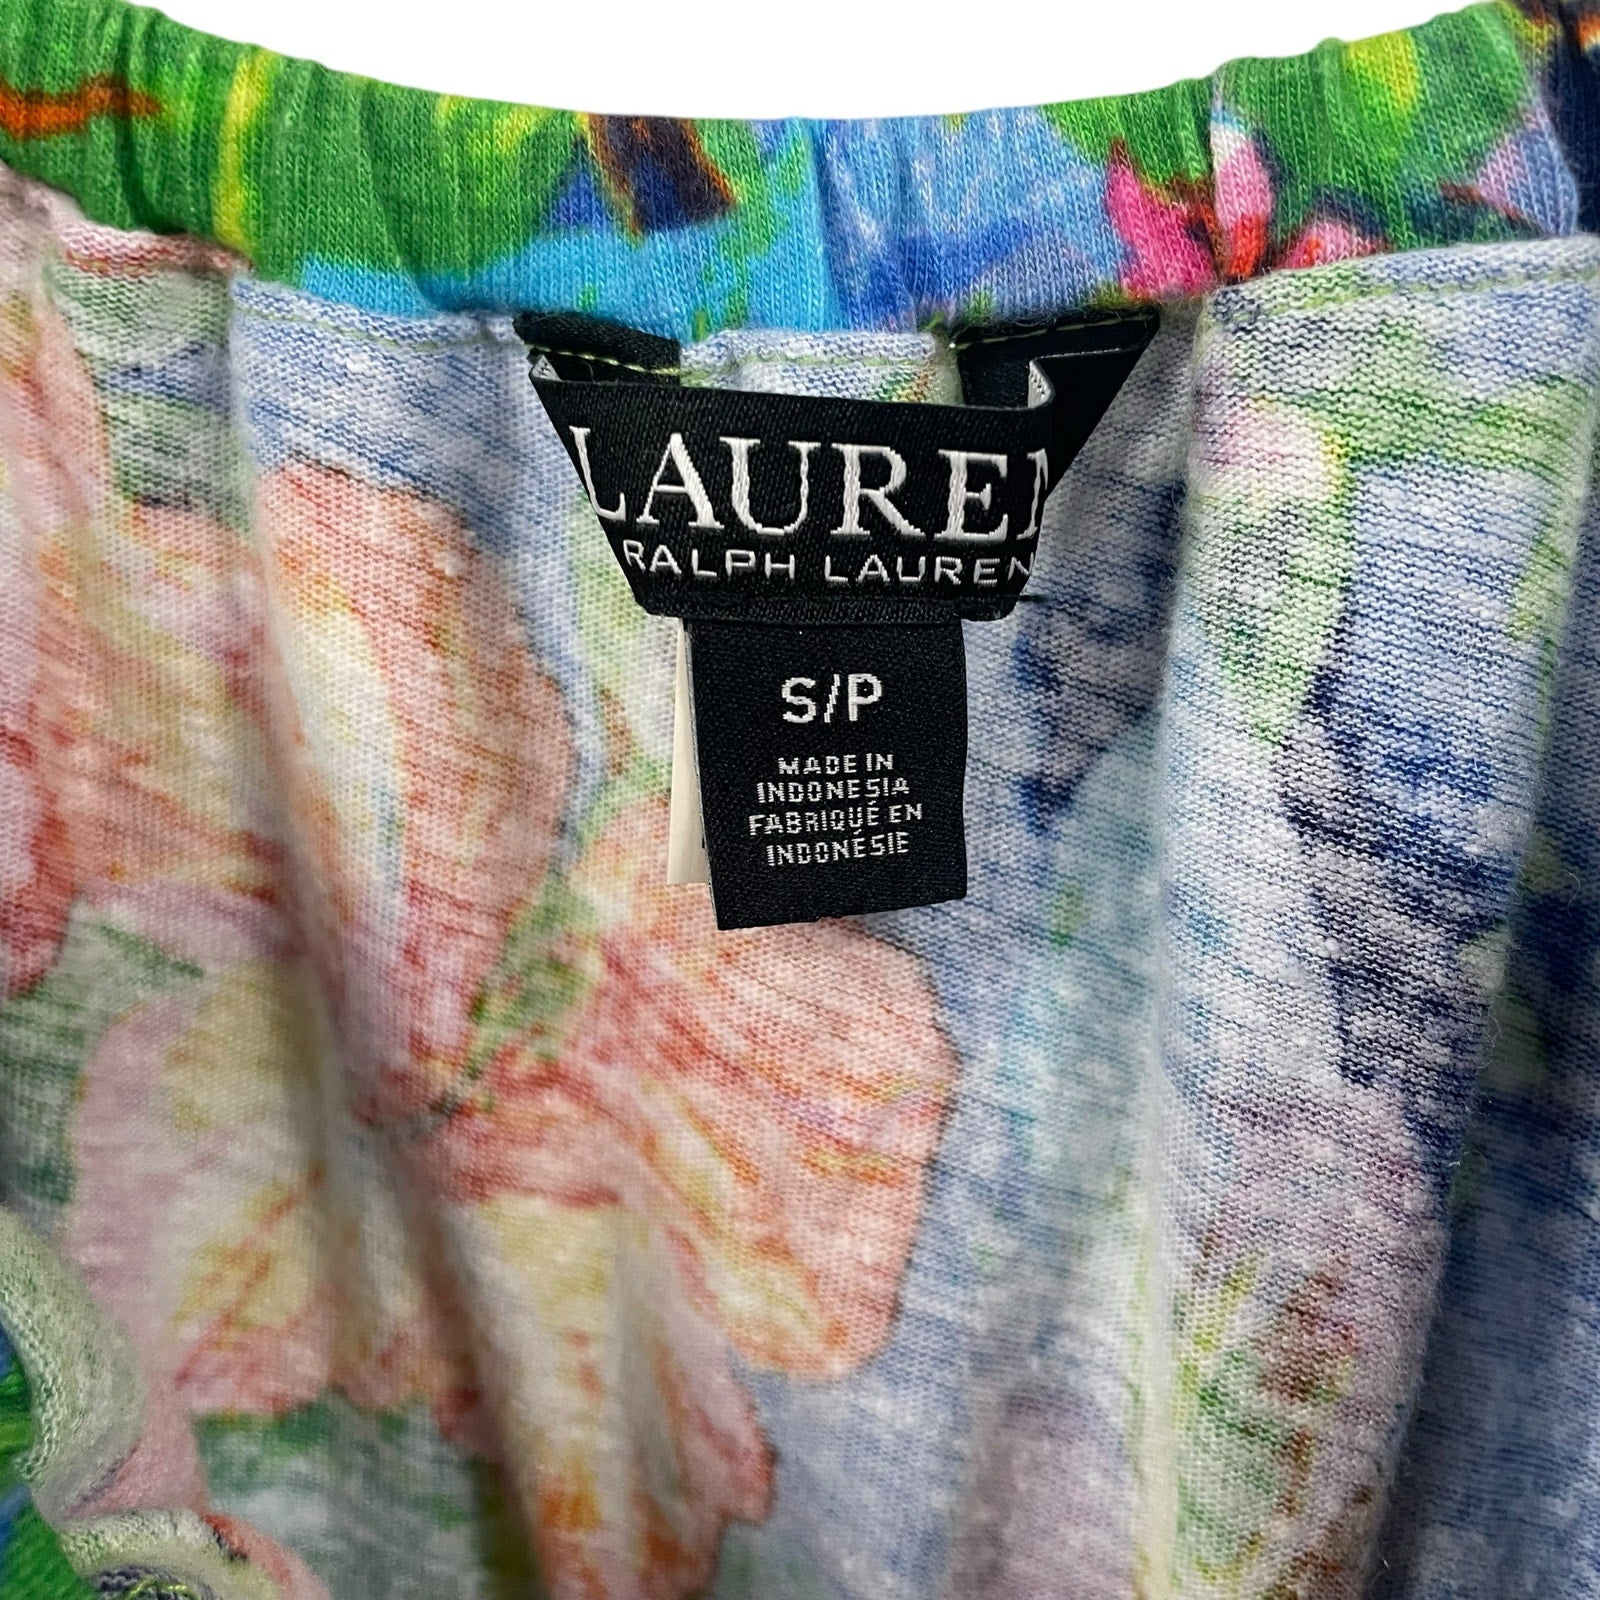 LAUREN
RALPH LAUREN
S/P
MADE IN
INDONESIA
FABRIQUÉ EN
INDONÉSIE